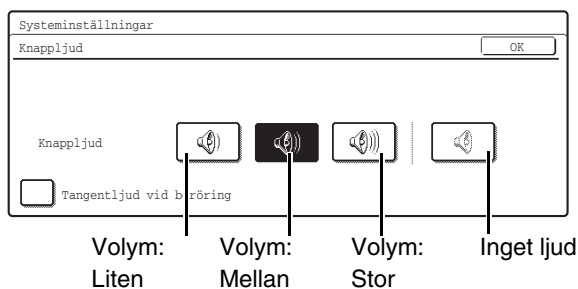 Systeminställningar
Knappljud
OK
Knappljud
Tangentljud vid beröring
Volym: Liten
Volym: Mellan
Volym: Stor
Inget ljud